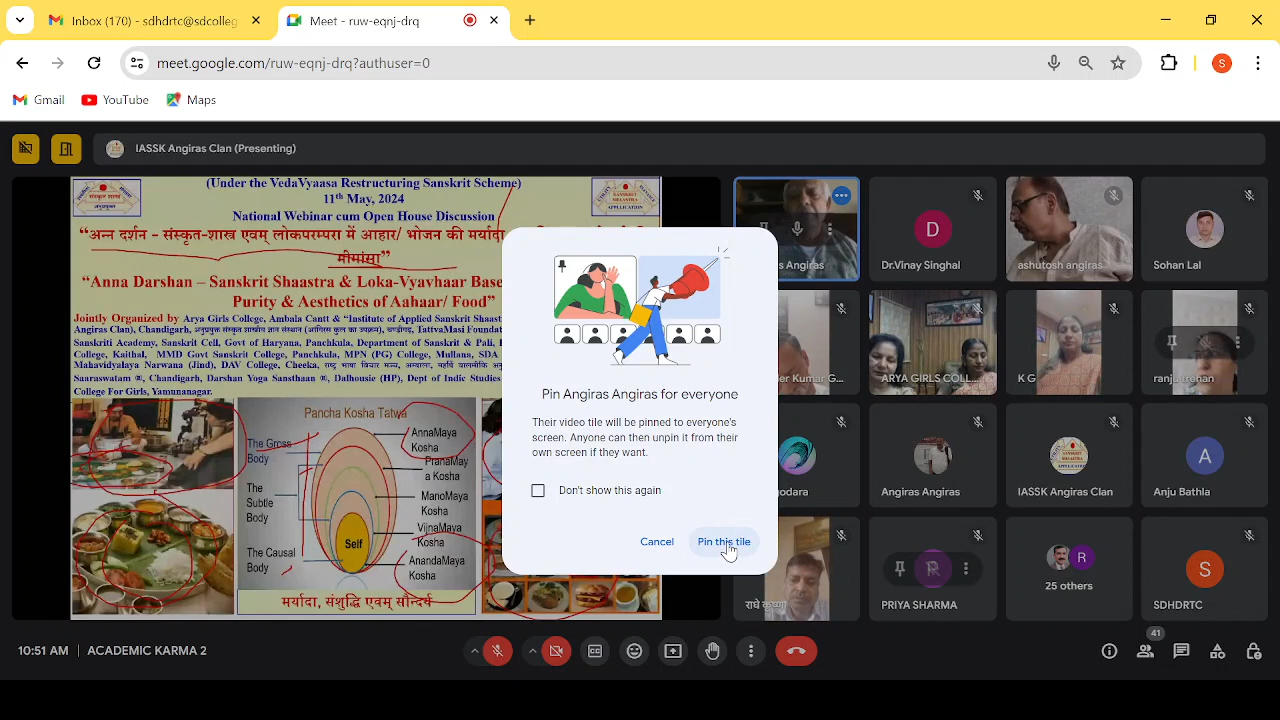 Inbox (170) - sdhdrtc@sdcolleg
Meet - ruw-eqnj-drq
meet.google.com/ruw-eqnj-drq?authuser=0
S
Gmail
YouTube
Maps
IASSK Angiras Clan (Presenting)
(Under the VedaVyaasa Restructuring Sanskrit Scheme)
11th May, 2024
National Webinar cum Open House Discussion
“अन्न दर्शन – संस्कृत-शास्त्र एवम् लोकपरम्परा में आहार/ भोजन की मर्यादा
मीमांसा”
“Anna Darshan – Sanskrit Shaastra & Loka-Vyavhaar Base
Purity & Aesthetics of Aahaar/ Food”
Jointly Organized by Arya Girls College, Ambala Cantt & “Institute of Applied Sanskrit Shaast
Angiras Clan), Chandigarh,
TattvaMasi Foundat
Sanskriti Academy, Sanskrit Cell, Govt of Haryana, Panchkula, Department of Sanskrit & Pali,
College, Kaithal, MMD Govt Sanskrit College, Panchkula, MPN (PG) College, Mullana, SDA
Mahavidyalaya Narwana (Jind), DAV College, Cheeka,
Saaraswatam ®, Chandigarh, Darshan Yoga Sansthaan ®, Dalhousie (HP), Dept of Indic Studies
College For Girls, Yamunanagar.
Pancha Kosha Tatwa
The Gross
Body
The
Subtle
Body
The Causal
Body
Self
AnnaMaya
Kosha
PranaMay
a Kosha
ManoMaya
Kosha
VijnaMaya
Kosha
AnandaMaya
Kosha
मर्यादा, संशुद्धि एवम् सौन्दर्य
Pin Angiras Angiras for everyone
Their video tile will be pinned to everyone's
screen. Anyone can then unpin it from their
own screen if they want.
Don't show this again
Cancel
Pin this tile
s Angiras
D
Dr.Vinay Singhal
ashutosh angiras
Sohan Lal
er Kumar G...
ARYA GIRLS COLL...
K G
ranju trehan
godara
Angiras Angiras
IASSK Angiras Clan
A
Anju Bathla
राधे कृष्णा
R
PRIYA SHARMA
R
25 others
S
SDHDRTC
10:51 AM | ACADEMIC KARMA 2
41